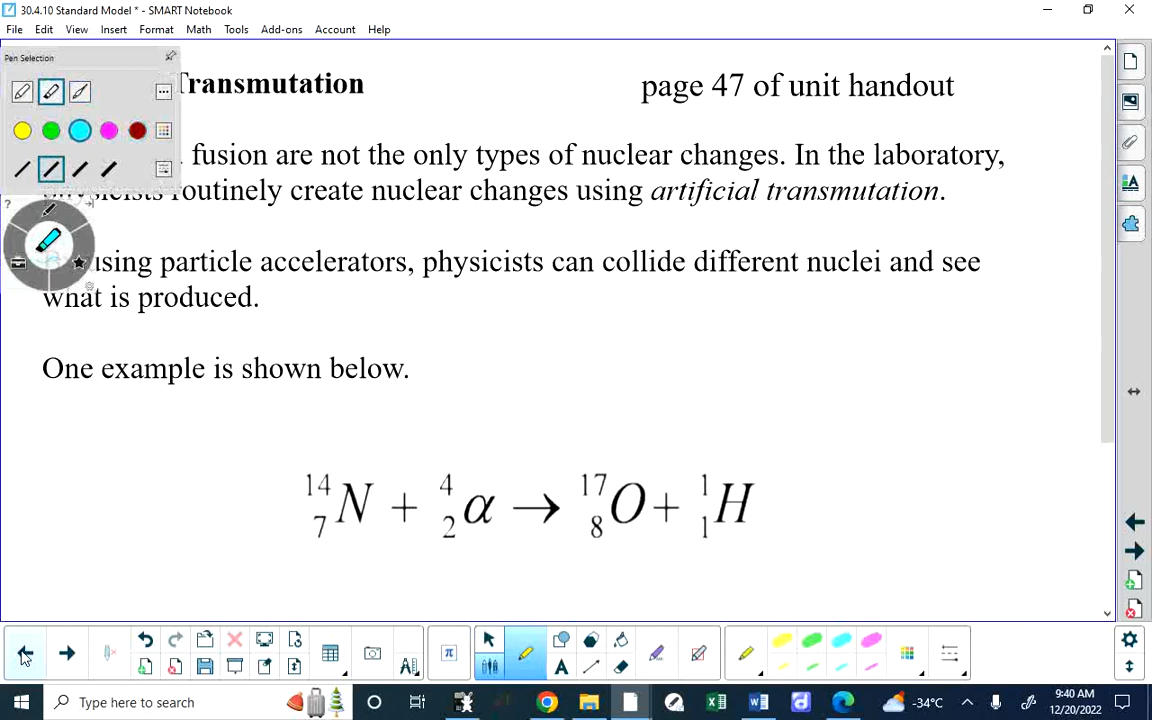 30.4.10 Standard Model * - SMART Notebook
File Edit View Insert Format Math Tools Add-ons Account Help
Pen Selection
Transmutation
page 47 of unit handout
fusion are not the only types of nuclear changes. In the laboratory,
physicists routinely create nuclear changes using artificial transmutation.
using particle accelerators, physicists can collide different nuclei and see
what is produced.
One example is shown below.
¹⁴₇N + ⁴₂α → ¹⁷₈O + ¹₁H
π
A
Type here to search
-34°C
9:40 AM
12/20/2022